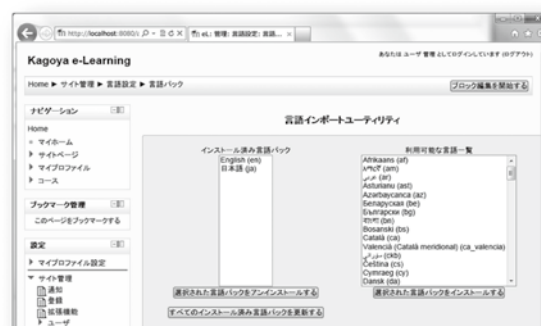 http://localhost:8080/
eL: 管理: 言語設定: 言語...
Kagoya e-Learning
あなたは ユーザ 管理 としてログインしています (ログアウト)
Home ► サイト管理 ► 言語設定 ► 言語パック
ブロック編集を開始する
ナビゲーション
Home
マイホーム
サイトページ
マイプロファイル
コース
ブックマーク管理
このページをブックマークする
設定
マイプロファイル設定
サイト管理
通知
登録
拡張機能
ユーザ
言語インポートユーティリティ
インストール済み言語パック
English (en)
日本語 (ja)
利用可能な言語一覧
Afrikaans (af)
አማርኛ (am)
عربي (ar)
Asturianu (ast)
Azərbaycanca (az)
Беларуская (be)
Български (bg)
বাংলা (bn)
Bosanski (bs)
Català (ca)
Valencià (Català meridional) (ca_valencia)
سۆرانی (ckb)
Čeština (cs)
Cymraeg (cy)
Dansk (da)
選択された言語パックをアンインストールする
選択された言語パックをインストールする
すべてのインストール済み言語パックを更新する